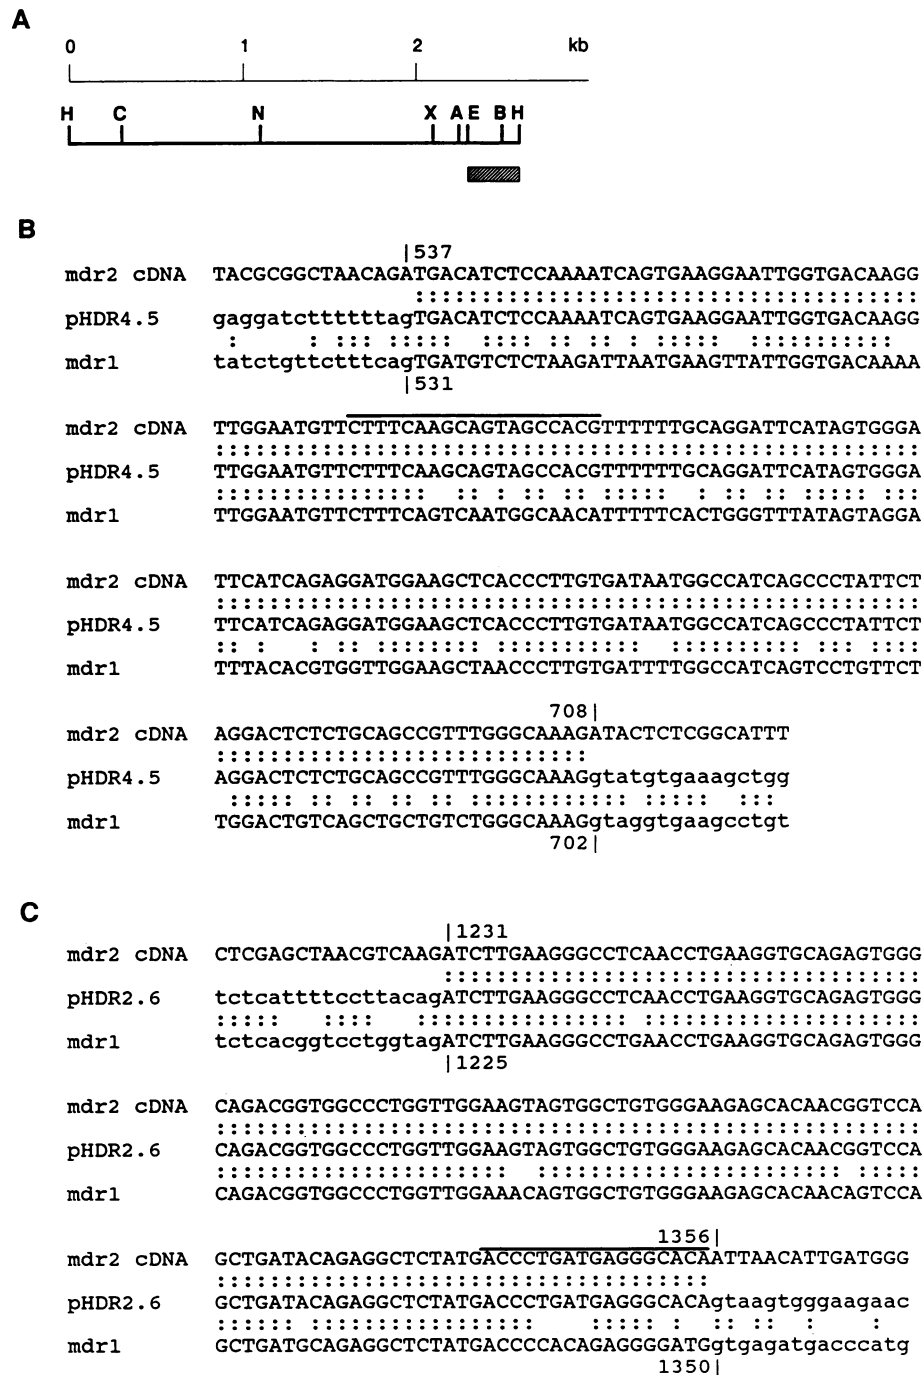 A
0 1 2 kb
H C N X A E B H
B
|537
mdr2 cDNA TACGCGGCTAACAGATGACATCTCCAAAATCAGTGAAGGAATTGGTGACAAGG
pHDR4.5 gaggatcttttttagTGACATCTCCAAAATCAGTGAAGGAATTGGTGACAAGG
mdr1 tatctgttctttcagTGATGTCTCTAAGATTAATGAAGTTATTGGTGACAAAA
|531
mdr2 cDNA TTGGAATGTTCTTTCAAGCAGTAGCCACGTTTTTTGCAGGATTCATAGTGGGA
pHDR4.5 TTGGAATGTTCTTTCAAGCAGTAGCCACGTTTTTTGCAGGATTCATAGTGGGA
mdr1 TTGGAATGTTCTTTCAGTCAATGGCAACATTTTTCACTGGGTTTATAGTAGGA
mdr2 cDNA TTCATCAGAGGATGGAAGCTCACCCTTGTGATAATGGCCATCAGCCCTATTCT
pHDR4.5 TTCATCAGAGGATGGAAGCTCACCCTTGTGATAATGGCCATCAGCCCTATTCT
mdr1 TTTACACGTGGTTGGAAGCTAACCCTTGTGATTTTGGCCATCAGTCCTGTTCT
708|
mdr2 cDNA AGGACTCTCTGCAGCCGTTTGGGCAAAGATACTCTCGGCATTT
pHDR4.5 AGGACTCTCTGCAGCCGTTTGGGCAAAGgtatgtgaaagctgg
mdr1 TGGACTGTCAGCTGCTGTCTGGGCAAAGgtaggtgaagcctgt
702|
C
|1231
mdr2 cDNA CTCGAGCTAACGTCAAGATCTTGAAGGGCCTCAACCTGAAGGTGCAGAGTGGG
pHDR2.6 tctcattttccttacagATCTTGAAGGGCCTCAACCTGAAGGTGCAGAGTGGG
mdr1 tctcacggtcctggtagATCTTGAAGGGCCTGAACCTGAAGGTGCAGAGTGGG
|1225
mdr2 cDNA CAGACGGTGGCCCTGGTTGGAAGTAGTGGCTGTGGGAAGAGCACAACGGTCCA
pHDR2.6 CAGACGGTGGCCCTGGTTGGAAGTAGTGGCTGTGGGAAGAGCACAACGGTCCA
mdr1 CAGACGGTGGCCCTGGTTGGAAACAGTGGCTGTGGGAAGAGCACAACAGTCCA
1356|
mdr2 cDNA GCTGATACAGAGGCTCTATGACCCTGATGAGGGCACAATTAACATTGATGGG
pHDR2.6 GCTGATACAGAGGCTCTATGACCCTGATGAGGGCACAgtaagtgggaagaac
mdr1 GCTGATGCAGAGGCTCTATGACCCCACAGAGGGGATGgtgagatgacccatg
1350|